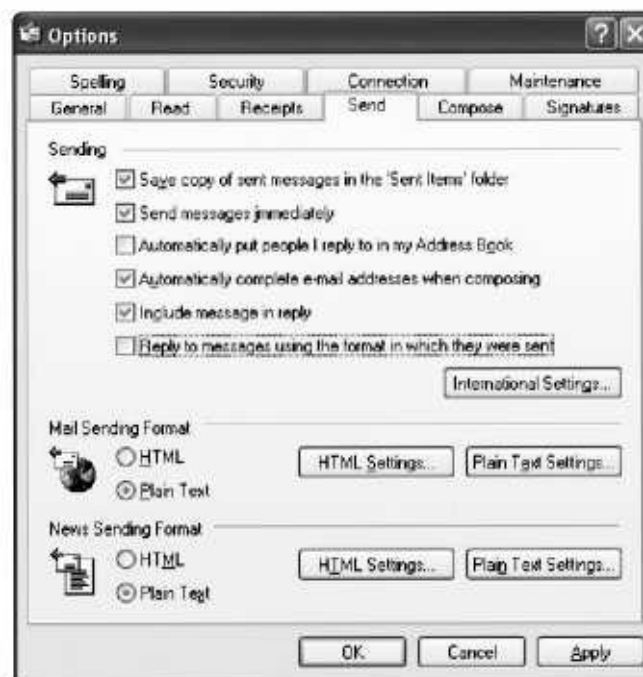 Options
Spelling Security Connection Maintenance
General Read Receipts Send Compose Signatures
Sending
Save copy of sent messages in the 'Sent Items' folder
Send messages immediately
Automatically put people I reply to in my Address Book
Automatically complete e-mail addresses when composing
Include message in reply
Reply to messages using the format in which they were sent
International Settings...
Mail Sending Format
HTML HTML Settings... Plain Text Settings...
Plain Text
News Sending Format
HTML HTML Settings... Plain Text Settings...
Plain Text
OK Cancel Apply